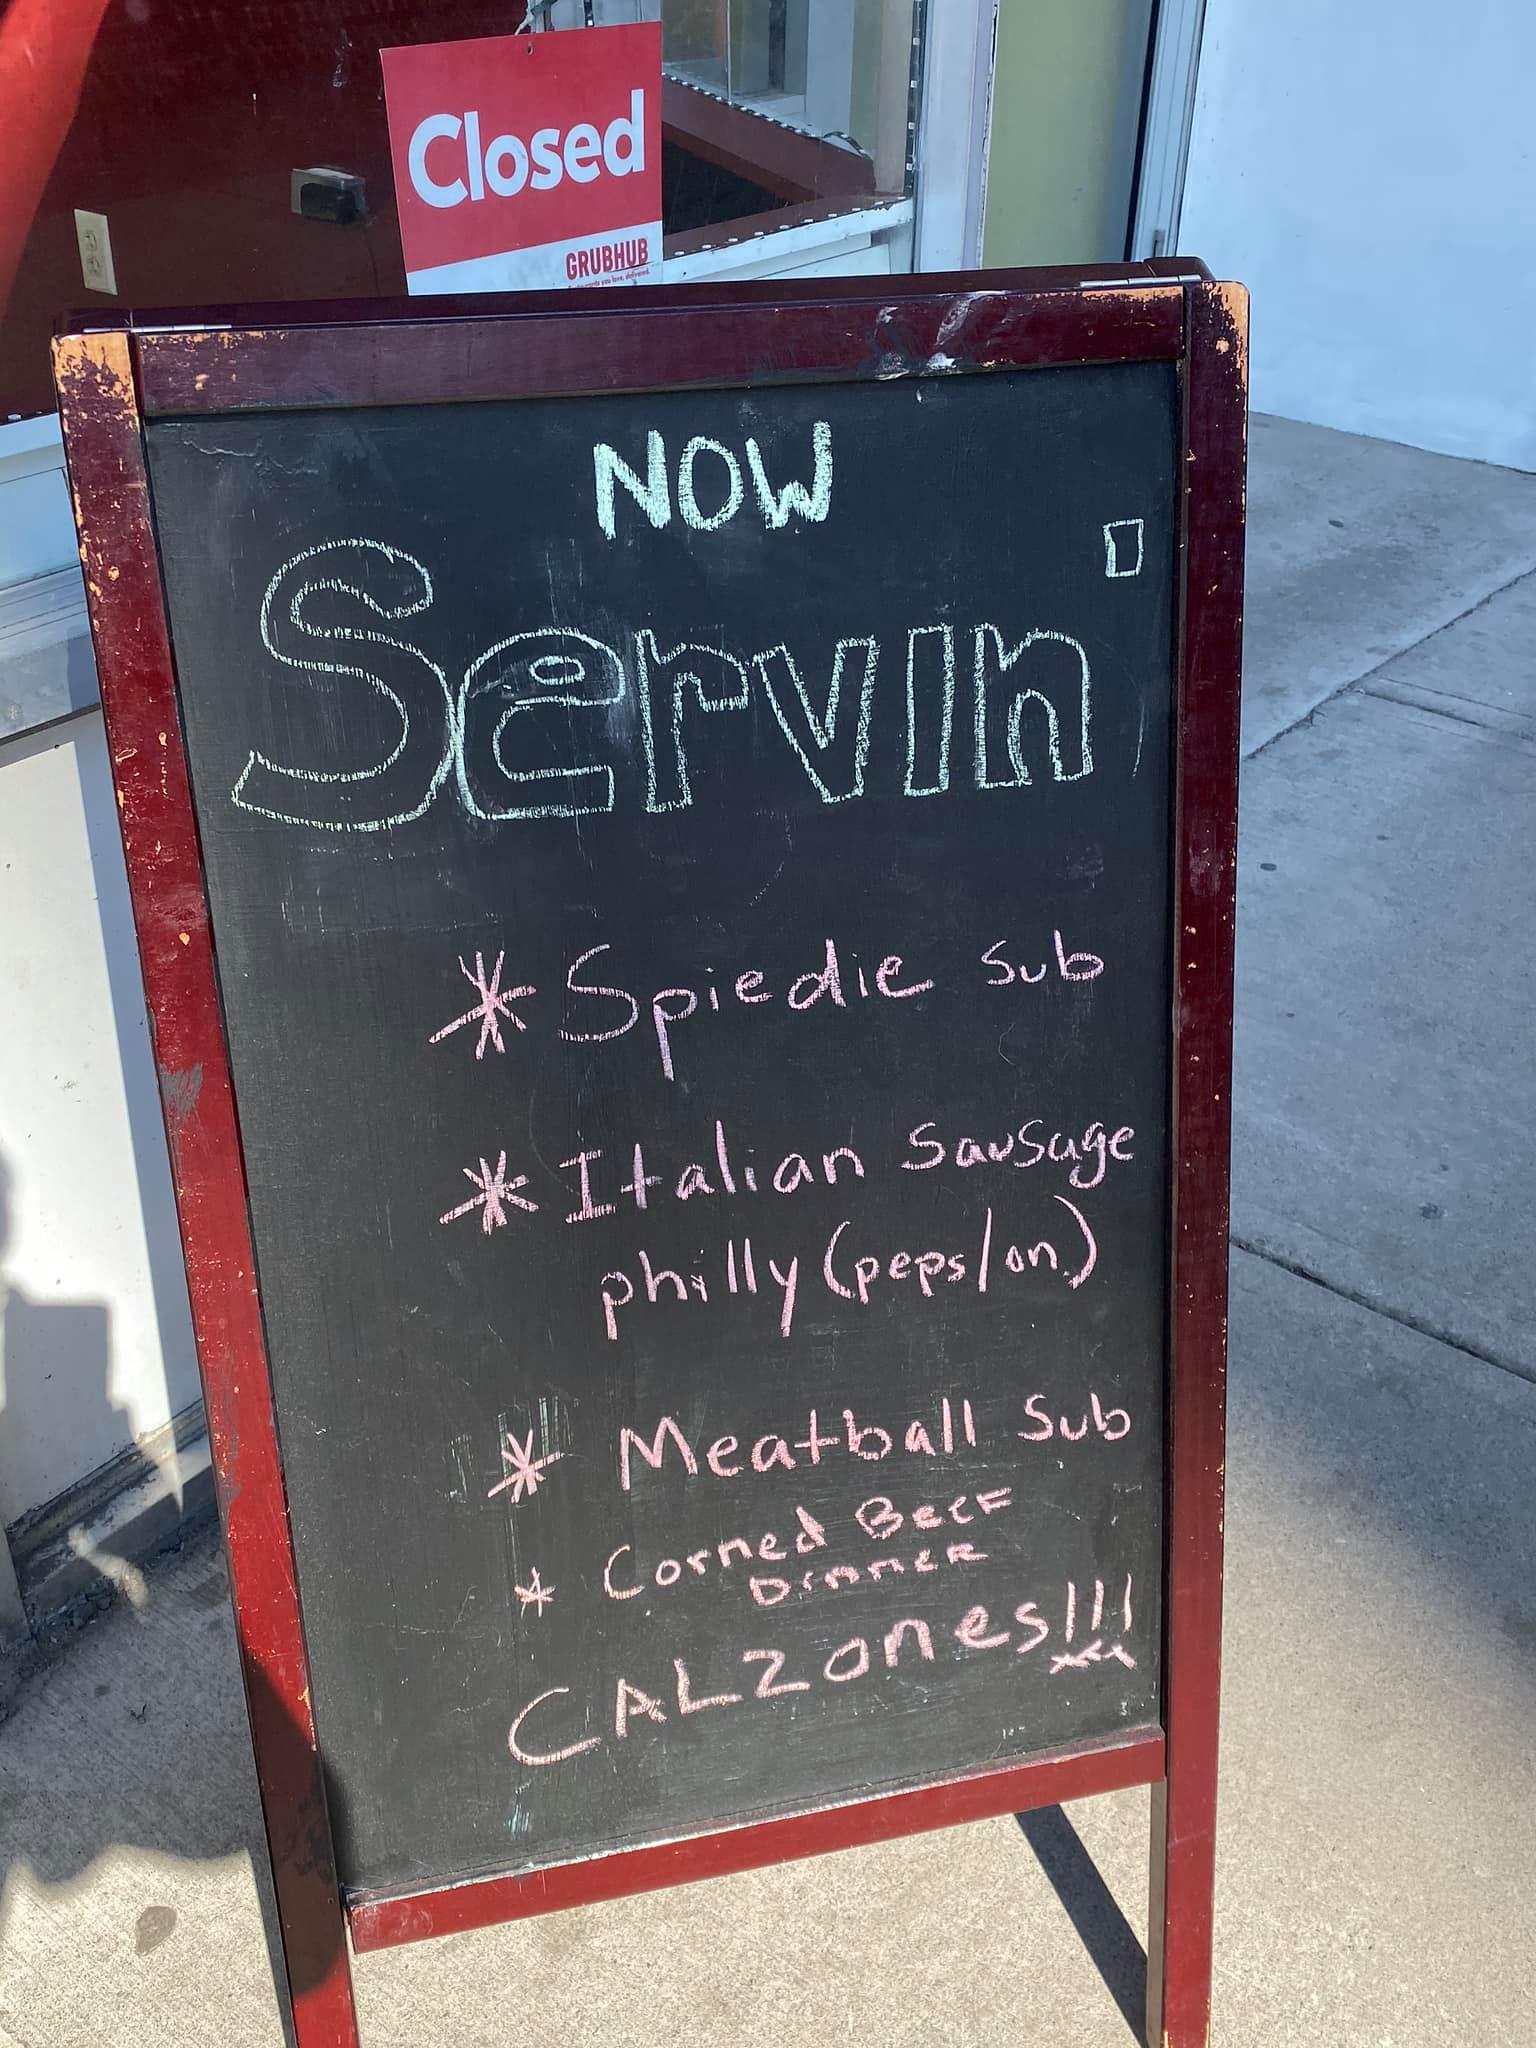 Closed
GRUBHUB
NOW
Servin'
* Spiedie Sub
* Italian Sausage
philly (peps/on.)
* Meatball Sub
* Corned Beef
Dinner
CALZones!!!